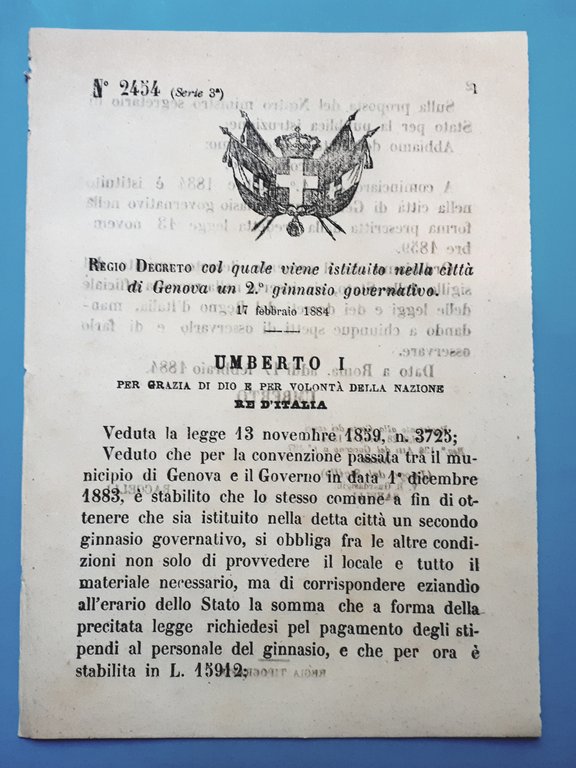 N° 2454 (Serie 3ª)
1
REGIO DECRETO col quale viene istituito nella città
di Genova un 2.° ginnasio governativo.
17 febbraio 1884
UMBERTO I
PER GRAZIA DI DIO E PER VOLONTÀ DELLA NAZIONE
RE D'ITALIA
Veduta la legge 13 novembre 1859, n. 3725;
Veduto che per la convenzione passata tra il mu-
nicipio di Genova e il Governo in data 1° dicembre
1883, è stabilito che lo stesso comune a fin di ot-
tenere che sia istituito nella detta città un secondo
ginnasio governativo, si obbliga fra le altre condi-
zioni non solo di provvedere il locale e tutto il
materiale necessario, ma di corrispondere eziandio
all'erario dello Stato la somma che a forma della
precitata legge richiedesi pel pagamento degli sti-
pendi al personale del ginnasio, e che per ora è
stabilita in L. 15912;